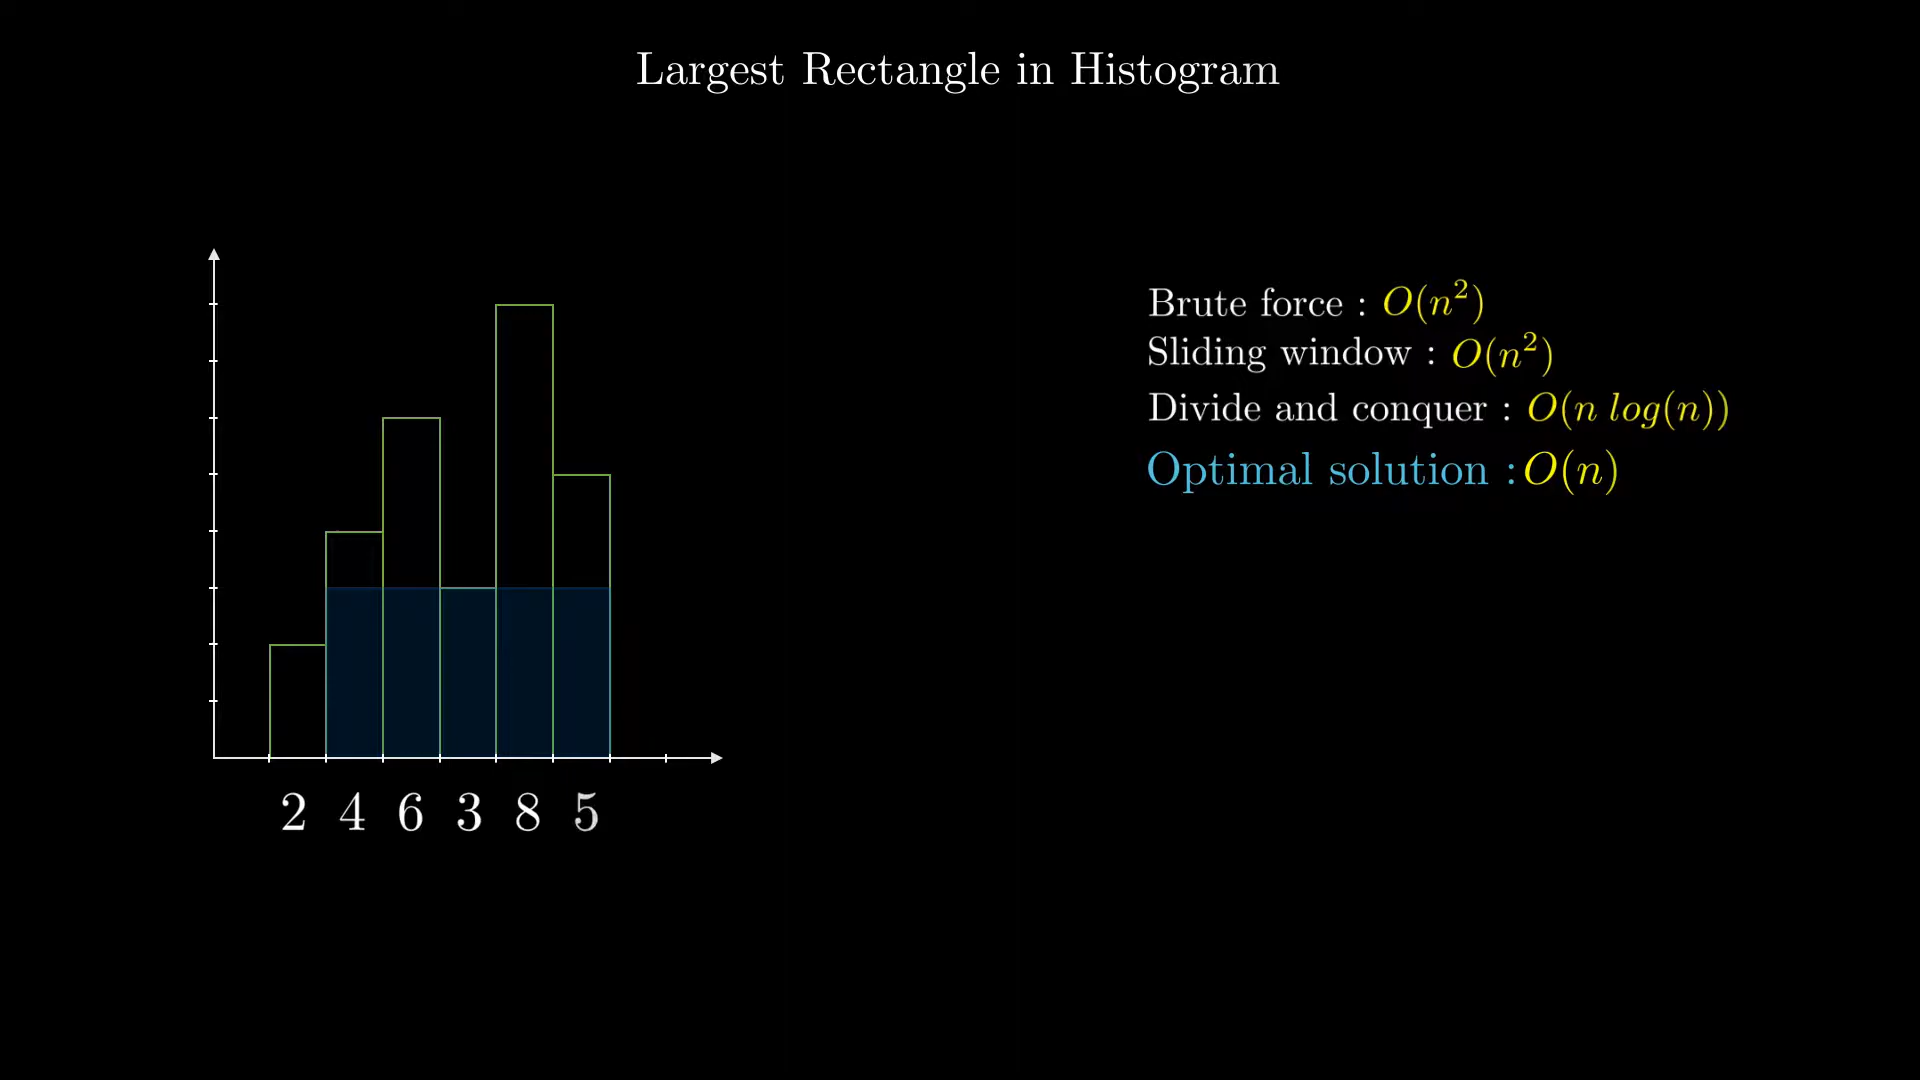 Largest Rectangle in Histogram
Brute force : O(n²)
Sliding window : O(n²)
Divide and conquer : O(n log(n))
Optimal solution : O(n)
2 4 6 3 8 5